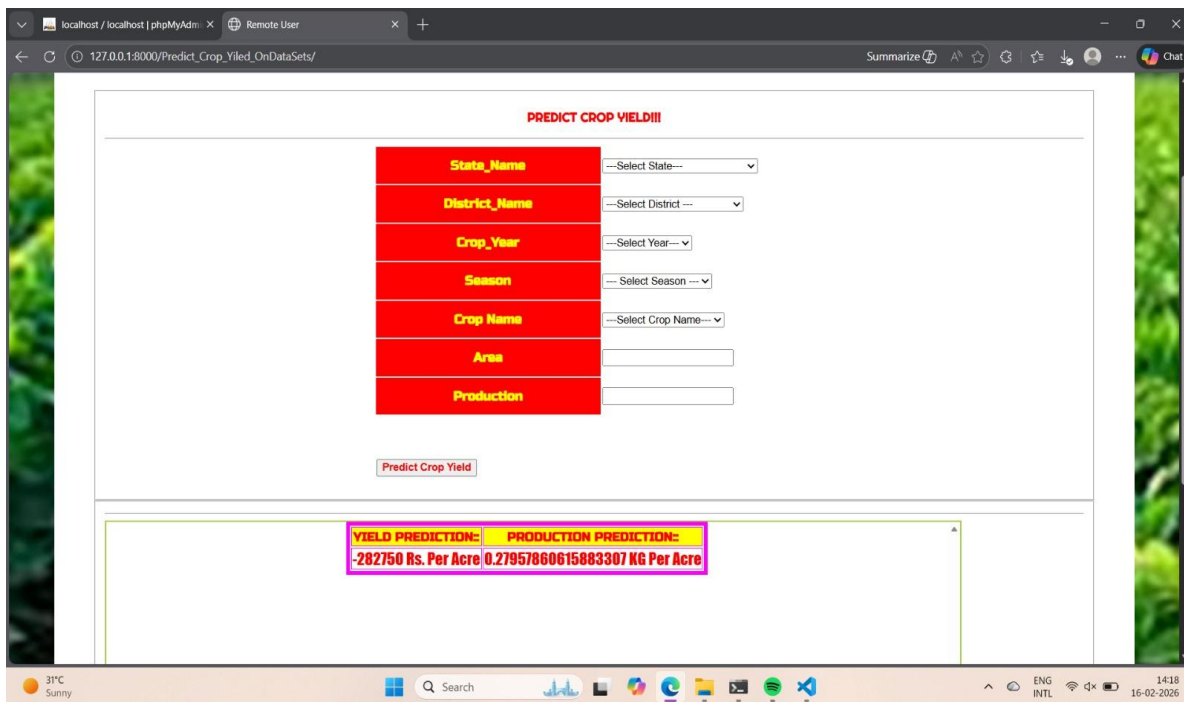 localhost / localhost | phpMyAdmi
Remote User
127.0.0.1:8000/Predict_Crop_Yiled_OnDataSets/
Summarize
Chat
PREDICT CROP YIELD!!!
State_Name ---Select State---
District_Name ---Select District ---
Crop_Year ---Select Year---
Season --- Select Season ---
Crop Name ---Select Crop Name---
Area
Production
Predict Crop Yield
YIELD PREDICTION:: PRODUCTION PREDICTION::
-282750 Rs. Per Acre 0.27957860615883307 KG Per Acre
31°C
Sunny
Search
ENG
INTL
14:18
16-02-2026